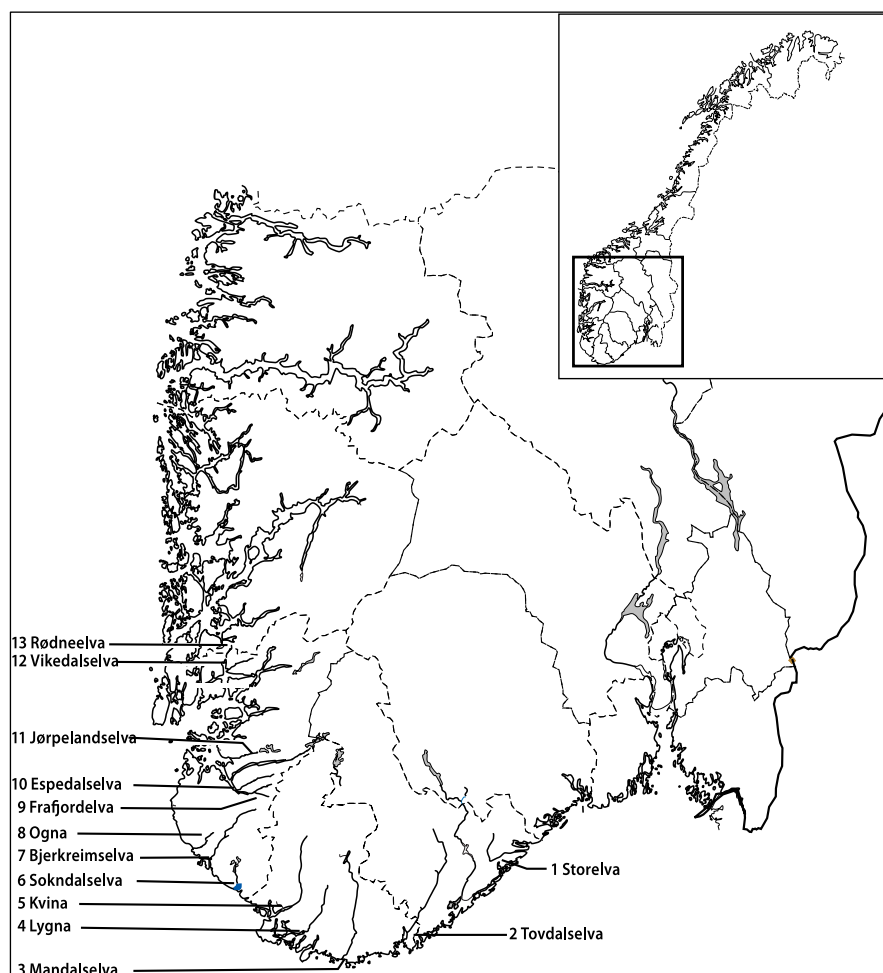 13 Rødneelva
12 Vikedalselva
11 Jørpelandselva
10 Espedalselva
9 Frafjordelva
8 Ogna
7 Bjerkreimselva
6 Sokndalselva
5 Kvina
4 Lygna
3 Mandalselva
2 Tovdalselva
1 Storelva